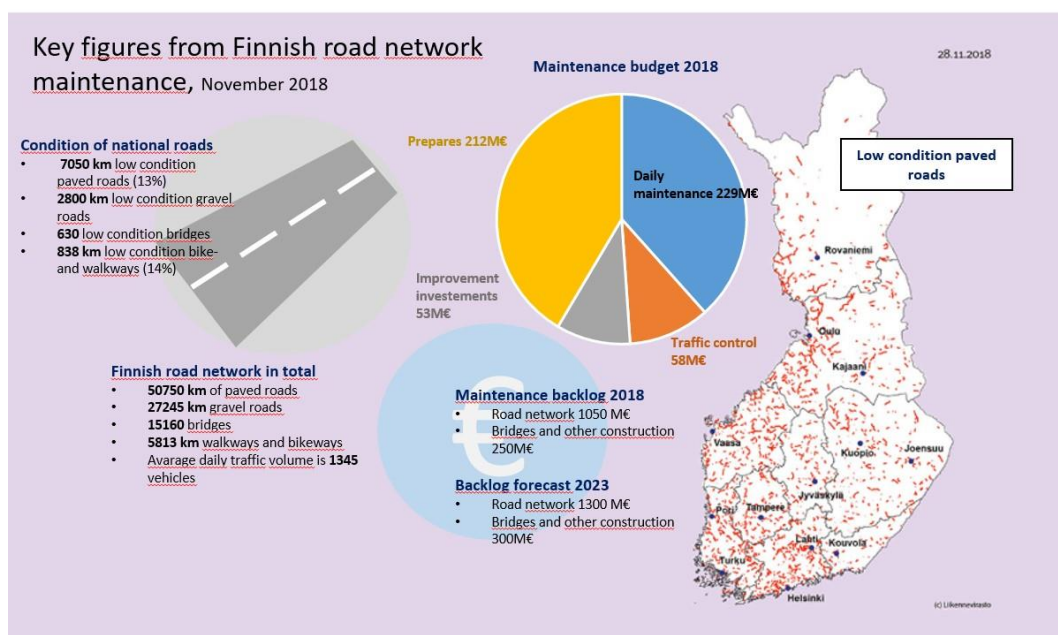 Key figures from Finnish road network
maintenance, November 2018
28.11.2018
Condition of national roads
• 7050 km low condition
paved roads (13%)
• 2800 km low condition gravel
roads
• 630 low condition bridges
• 838 km low condition bike-
and walkways (14%)
Finnish road network in total
• 50750 km of paved roads
• 27245 km gravel roads
• 15160 bridges
• 5813 km walkways and bikeways
• Avarage daily traffic volume is 1345
vehicles
Maintenance budget 2018
Prepares 212M€
Daily
maintenance 229M€
Improvement
investements
53M€
Traffic control
58M€
€
Maintenance backlog 2018
• Road network 1050 M€
• Bridges and other construction
250M€
Backlog forecast 2023
• Road network 1300 M€
• Bridges and other construction
300M€
Low condition paved
roads
Rovaniemi
Oulu
Kajaani
Vaasa
Kuopio
Joensuu
Jyväskylä
Pori
Tampere
Lahti
Kouvola
Turku
Helsinki
(c) Liikennevirasto